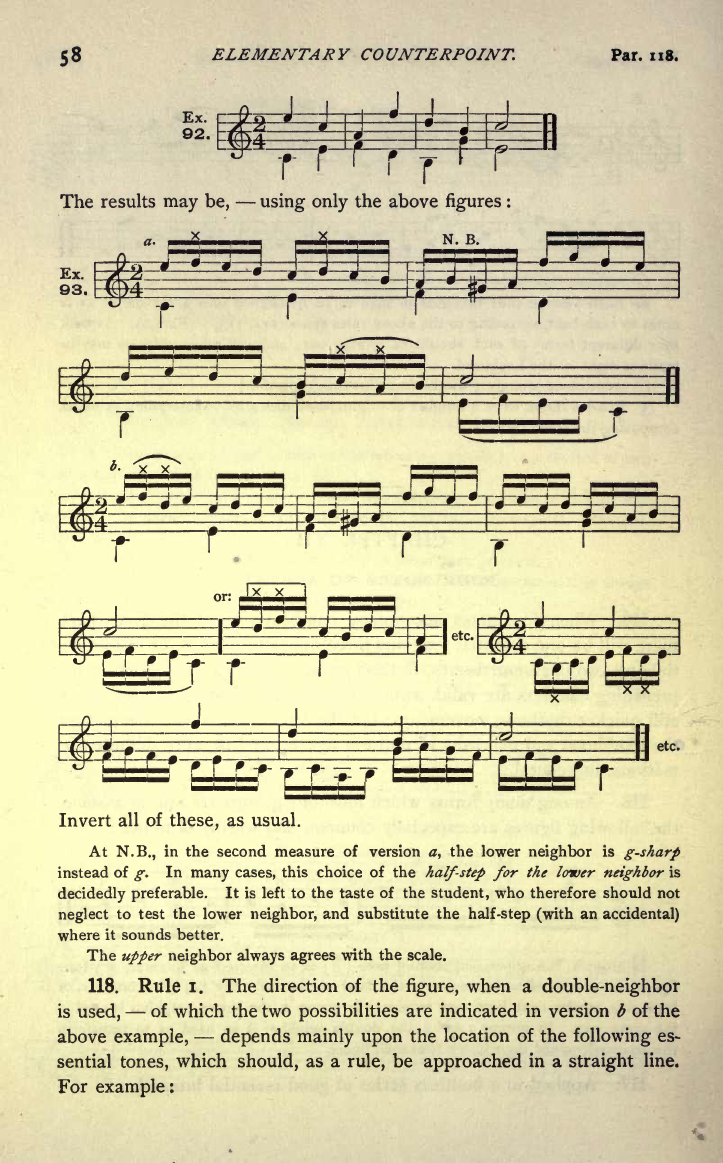 58 ELEMENTARY COUNTERPOINT. Par. 118.
Ex.
92.
The results may be, — using only the above figures :
a. × × N. B.
Ex.
93.
× ×
b. × ×
or: × ×
etc.
×
× ×
etc.
Invert all of these, as usual.
At N.B., in the second measure of version a, the lower neighbor is g-sharp
instead of g. In many cases, this choice of the half-step for the lower neighbor is
decidedly preferable. It is left to the taste of the student, who therefore should not
neglect to test the lower neighbor, and substitute the half-step (with an accidental)
where it sounds better.
The upper neighbor always agrees with the scale.
118. Rule 1. The direction of the figure, when a double-neighbor
is used, — of which the two possibilities are indicated in version b of the
above example, — depends mainly upon the location of the following es-
sential tones, which should, as a rule, be approached in a straight line.
For example :